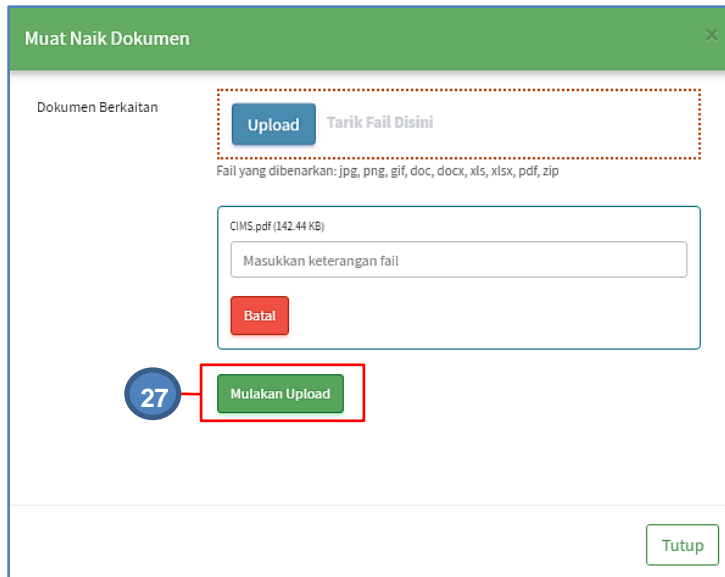 Muat Naik Dokumen
×
Dokumen Berkaitan
Upload Tarik Fail Disini
Fail yang dibenarkan: jpg, png, gif, doc, docx, xls, xlsx, pdf, zip
CIMS.pdf (142.44 KB)
Masukkan keterangan fail
Batal
27 Mulakan Upload
Tutup